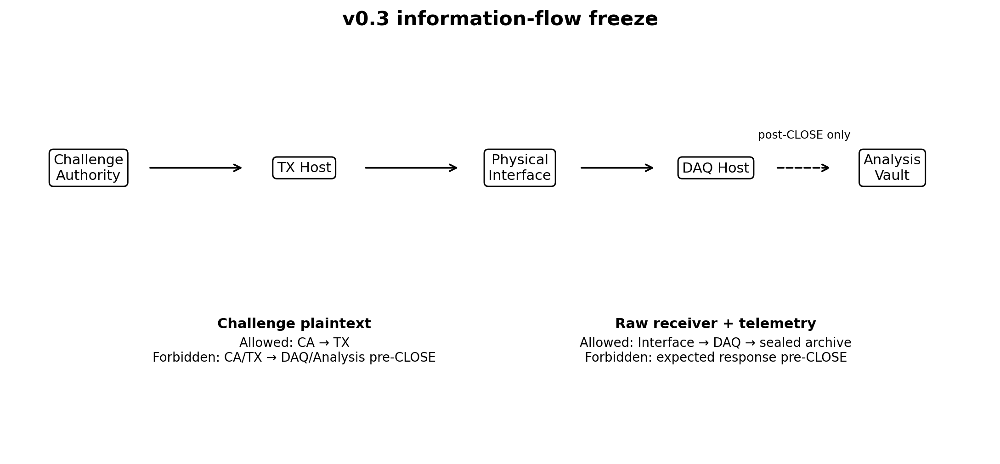 v0.3 information-flow freeze
post-CLOSE only
Challenge
Authority
TX Host
Physical
Interface
DAQ Host
Analysis
Vault
Challenge plaintext
Allowed: CA → TX
Forbidden: CA/TX → DAQ/Analysis pre-CLOSE
Raw receiver + telemetry
Allowed: Interface → DAQ → sealed archive
Forbidden: expected response pre-CLOSE